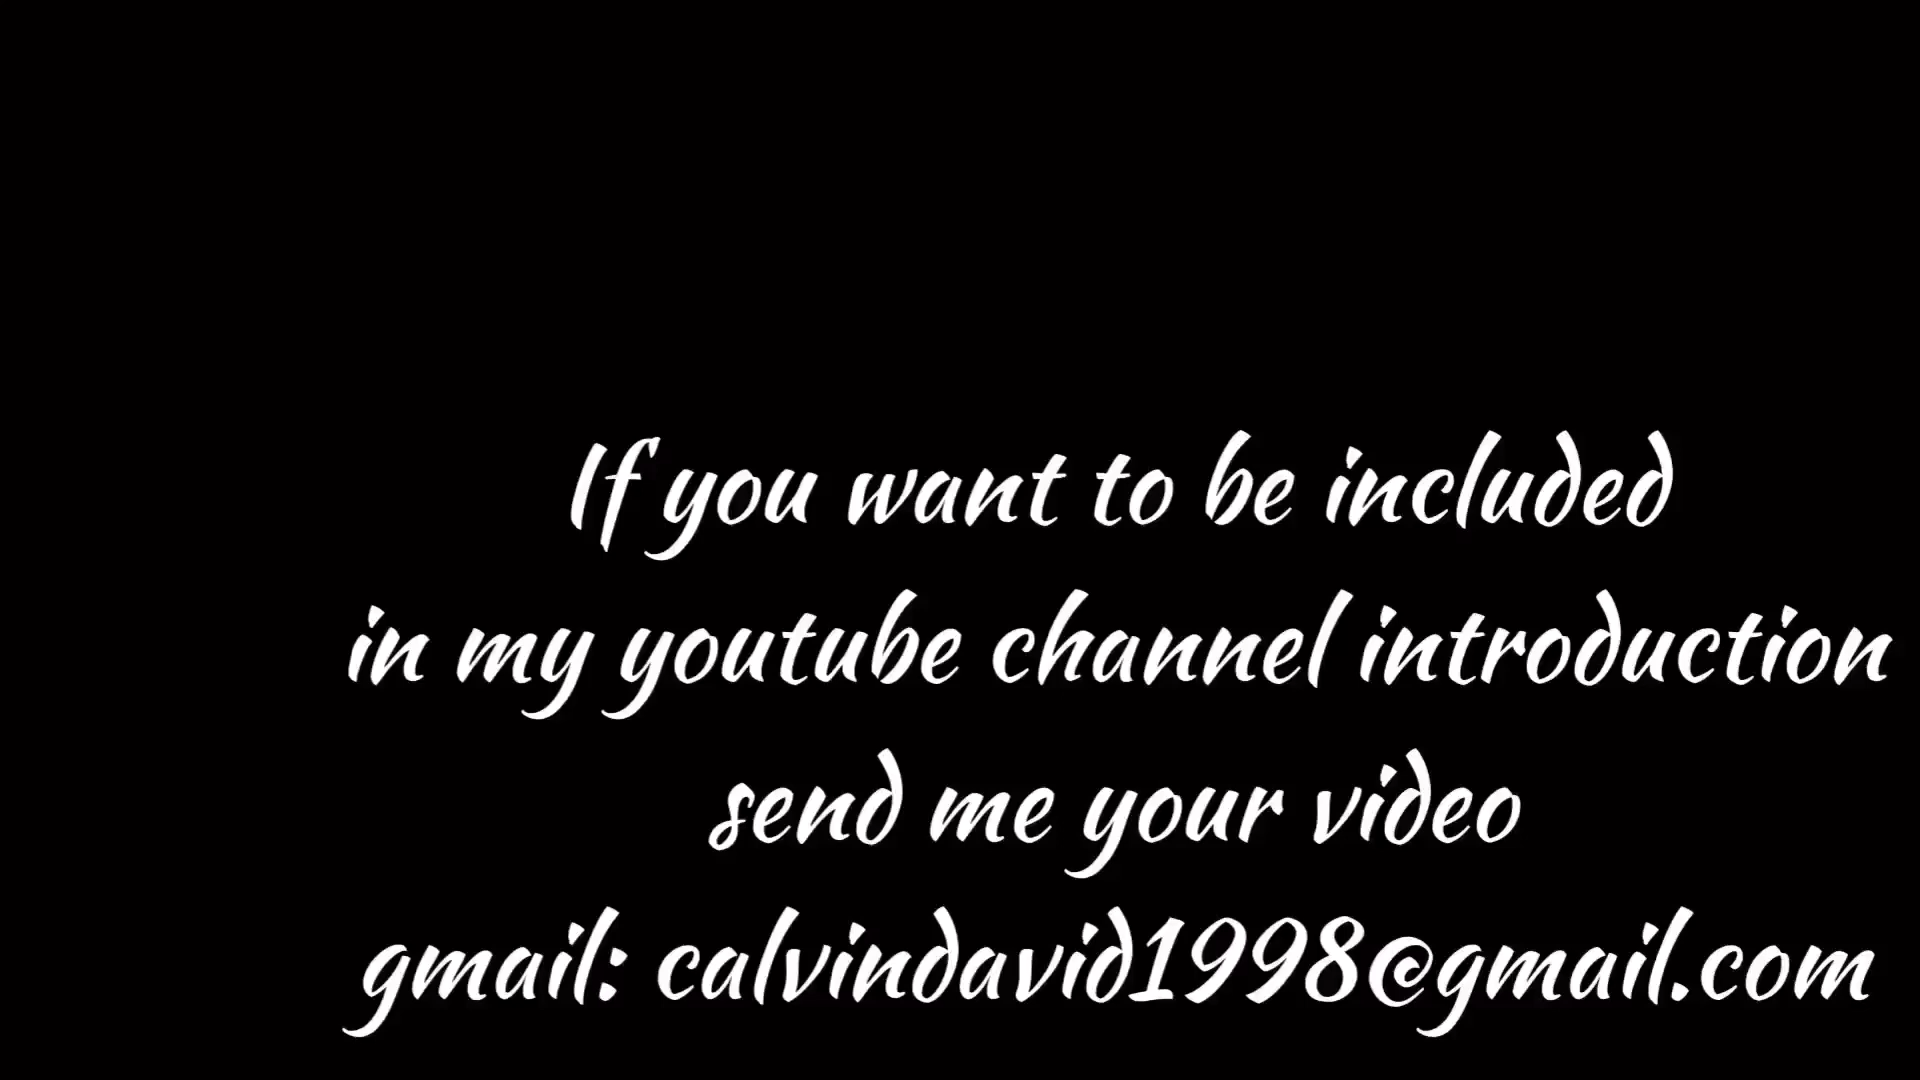 If you want to be included
in my youtube channel introduction
send me your video
gmail: calvindavid1998@gmail.com